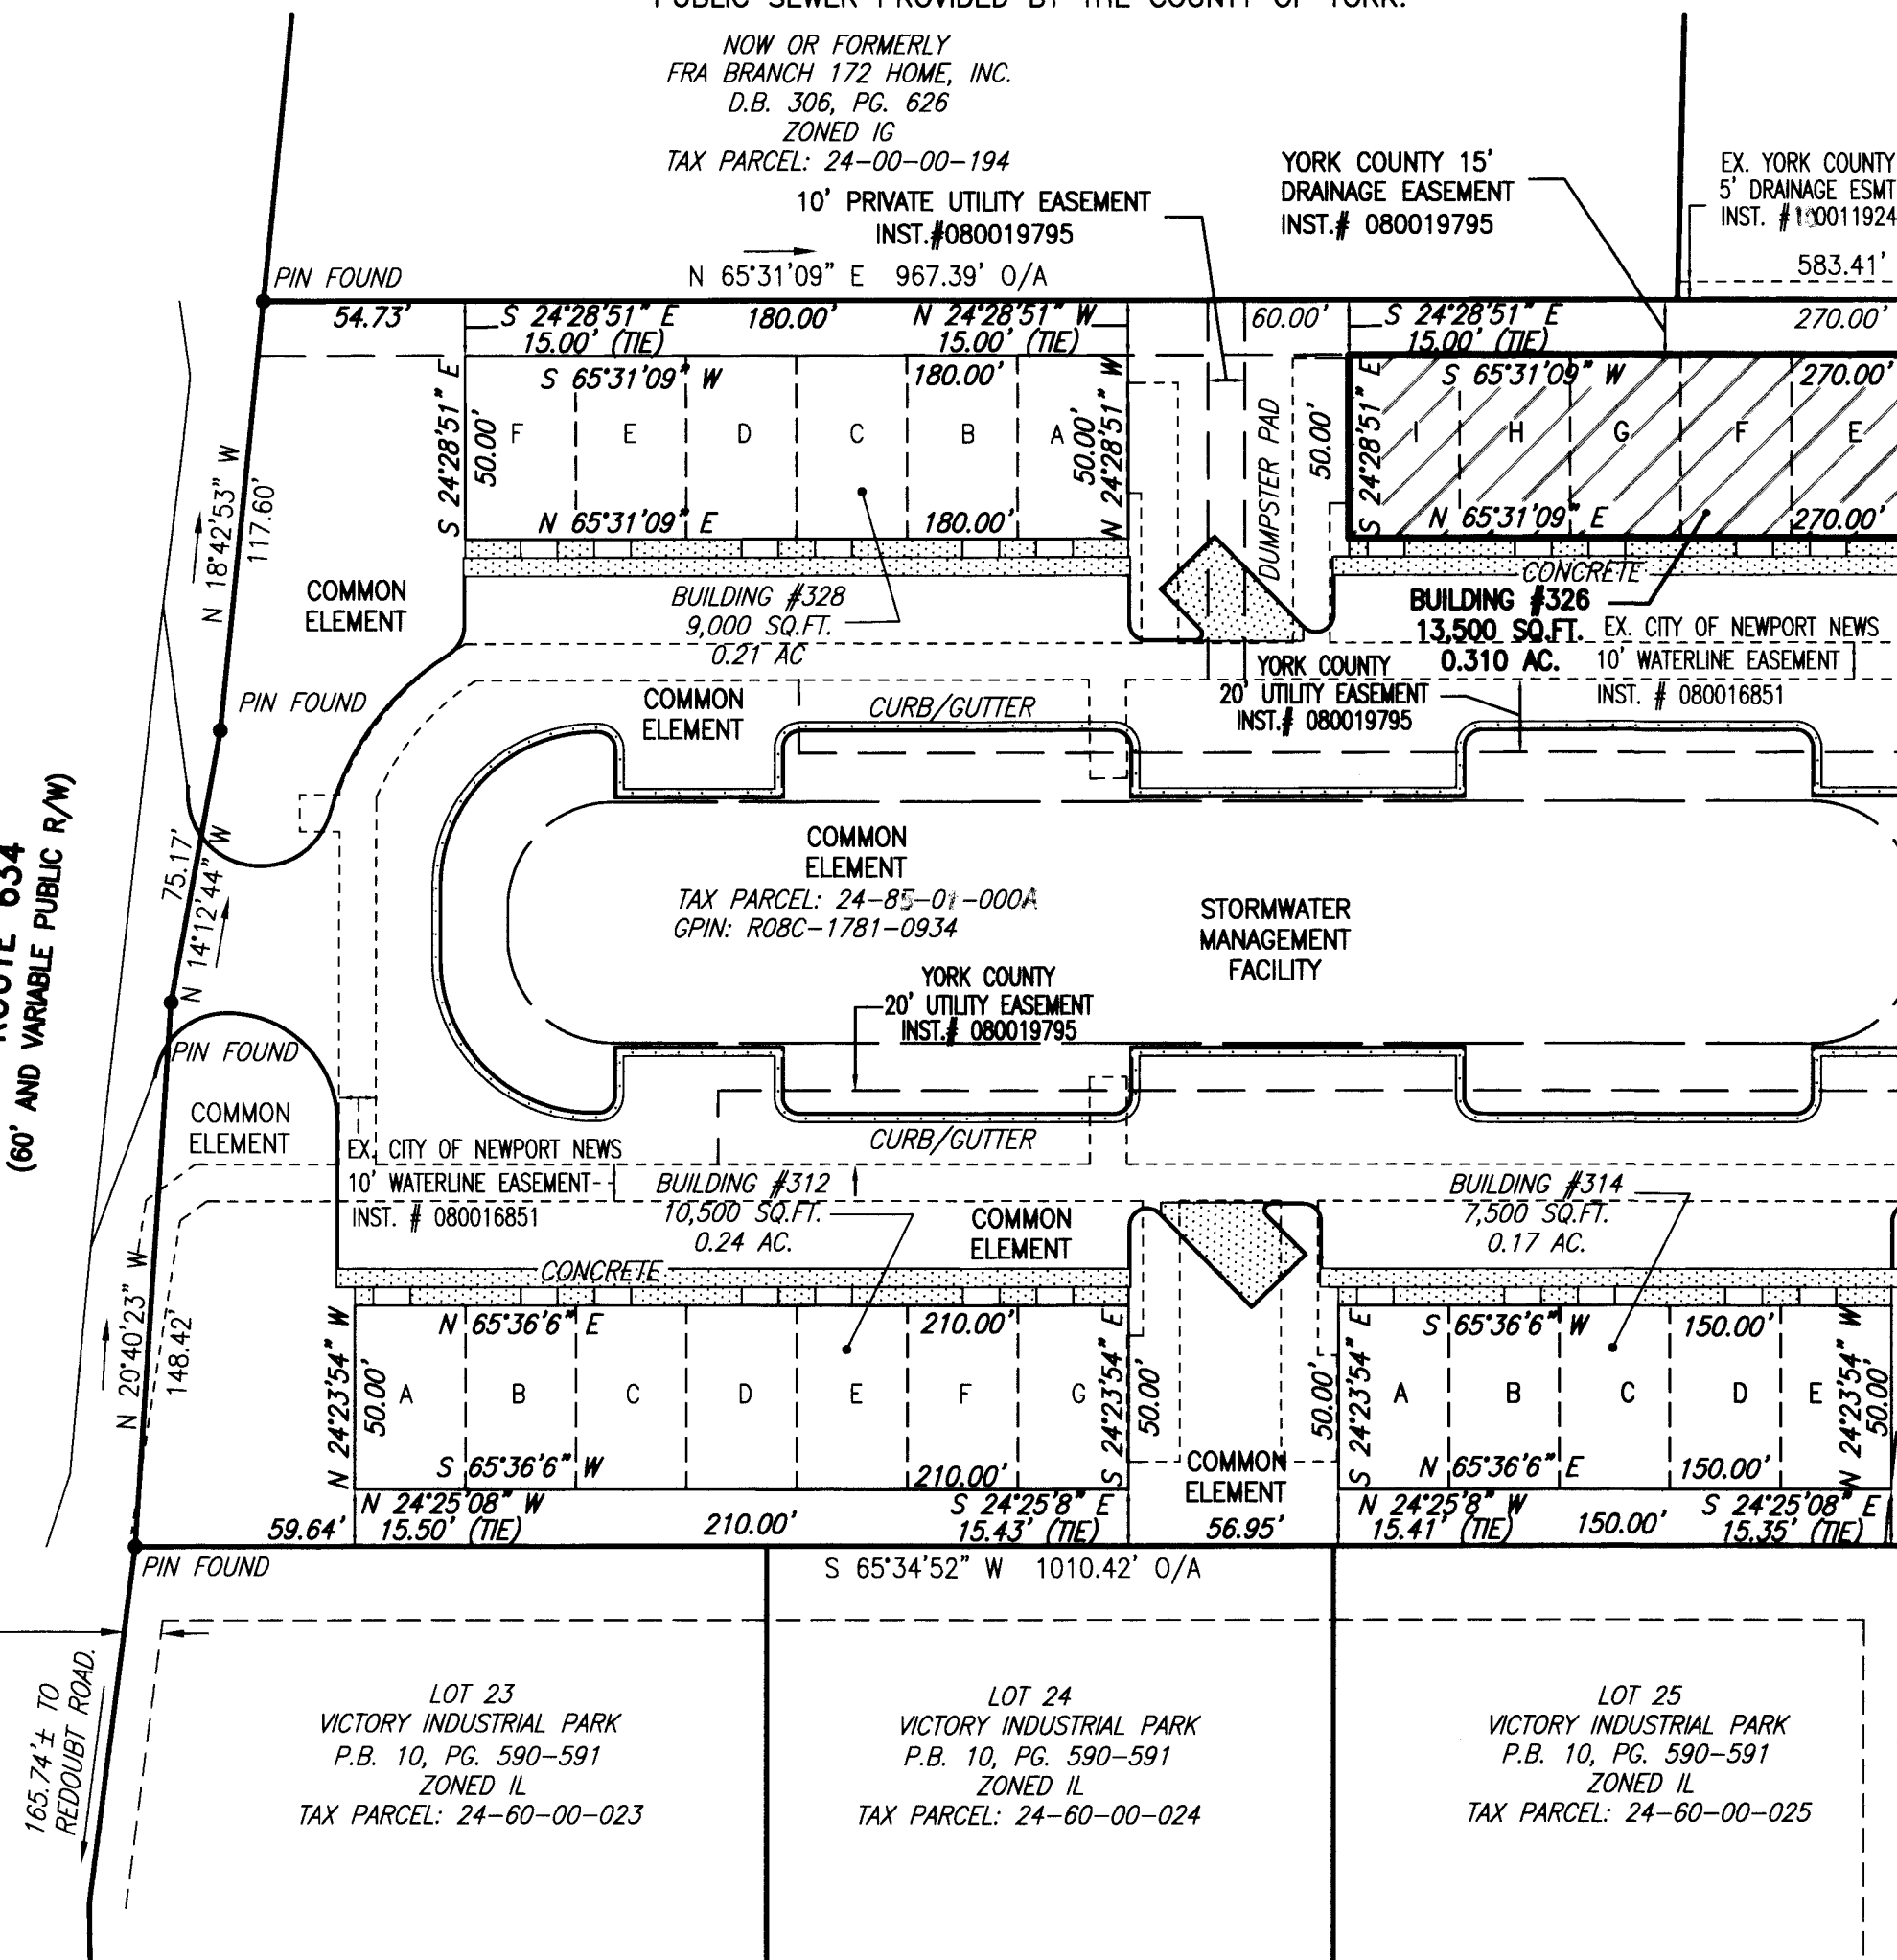 PUBLIC SEWER PROVIDED BY THE COUNTY OF YORK.
NOW OR FORMERLY
FRA BRANCH 172 HOME, INC.
D.B. 306, PG. 626
ZONED IG
TAX PARCEL: 24-00-00-194
10' PRIVATE UTILITY EASEMENT
INST.#080019795
YORK COUNTY 15'
DRAINAGE EASEMENT
INST.# 080019795
EX. YORK COUNTY
5' DRAINAGE ESMT
INST.
583.41'
PIN FOUND
N 65°31'09" E 967.39' O/A
54.73'
S 24°28'51" E
15.00' (TIE)
180.00'
N 24°28'51" W
15.00' (TIE)
60.00'
S 24°28'51" E
15.00' (TIE)
270.00'
S 24°28'51" E
50.00'
S 65°31'09" W
180.00'
F E D C B A
N 65°31'09" E
180.00'
50.00'
N 24°28'51" W
DUMPSTER PAD
50.00'
S 24°28'51" E
S 65°31'09" W
270.00'
I H G F E
N 65°31'09" E
270.00'
N 18°42'53" W
117.60'
COMMON
ELEMENT
BUILDING #328
9,000 SQ.FT.
0.21 AC
CONCRETE
BUILDING #326
13,500 SQ.FT.
0.310 AC.
EX. CITY OF NEWPORT NEWS
10' WATERLINE EASEMENT
INST. # 080016851
YORK COUNTY
20' UTILITY EASEMENT
INST.# 080019795
PIN FOUND
COMMON
ELEMENT
CURB/GUTTER
ROUTE 634
(60' AND VARIABLE PUBLIC R/W)
75.17'
N 14°12'44" W
COMMON
ELEMENT
TAX PARCEL: 24-85-01-000A
GPIN: R08C-1781-0934
STORMWATER
MANAGEMENT
FACILITY
YORK COUNTY
20' UTILITY EASEMENT
INST.# 080019795
PIN FOUND
COMMON
ELEMENT
CURB/GUTTER
EX. CITY OF NEWPORT NEWS
10' WATERLINE EASEMENT
INST. # 080016851
BUILDING #312
10,500 SQ.FT.
0.24 AC.
COMMON
ELEMENT
BUILDING #314
7,500 SQ.FT.
0.17 AC.
CONCRETE
N 20°40'23" W
148.42'
N 24°23'54" W
50.00'
N 65°36'6" E
210.00'
A B C D E F G
S 65°36'6" W
210.00'
S 24°23'54" E
50.00'
COMMON
ELEMENT
50.00'
S 24°23'54" E
S 65°36'6" W
150.00'
A B C D E
N 65°36'6" E
150.00'
N 24°23'54" W
50.00'
59.64'
N 24°25'08" W
15.50' (TIE)
210.00'
S 24°25'8" E
15.43' (TIE)
56.95'
N 24°25'8" W
15.41' (TIE)
150.00'
S 24°25'08" E
15.35' (TIE)
PIN FOUND
S 65°34'52" W 1010.42' O/A
165.74'± TO
REDOUBT ROAD.
LOT 23
VICTORY INDUSTRIAL PARK
P.B. 10, PG. 590-591
ZONED IL
TAX PARCEL: 24-60-00-023
LOT 24
VICTORY INDUSTRIAL PARK
P.B. 10, PG. 590-591
ZONED IL
TAX PARCEL: 24-60-00-024
LOT 25
VICTORY INDUSTRIAL PARK
P.B. 10, PG. 590-591
ZONED IL
TAX PARCEL: 24-60-00-025